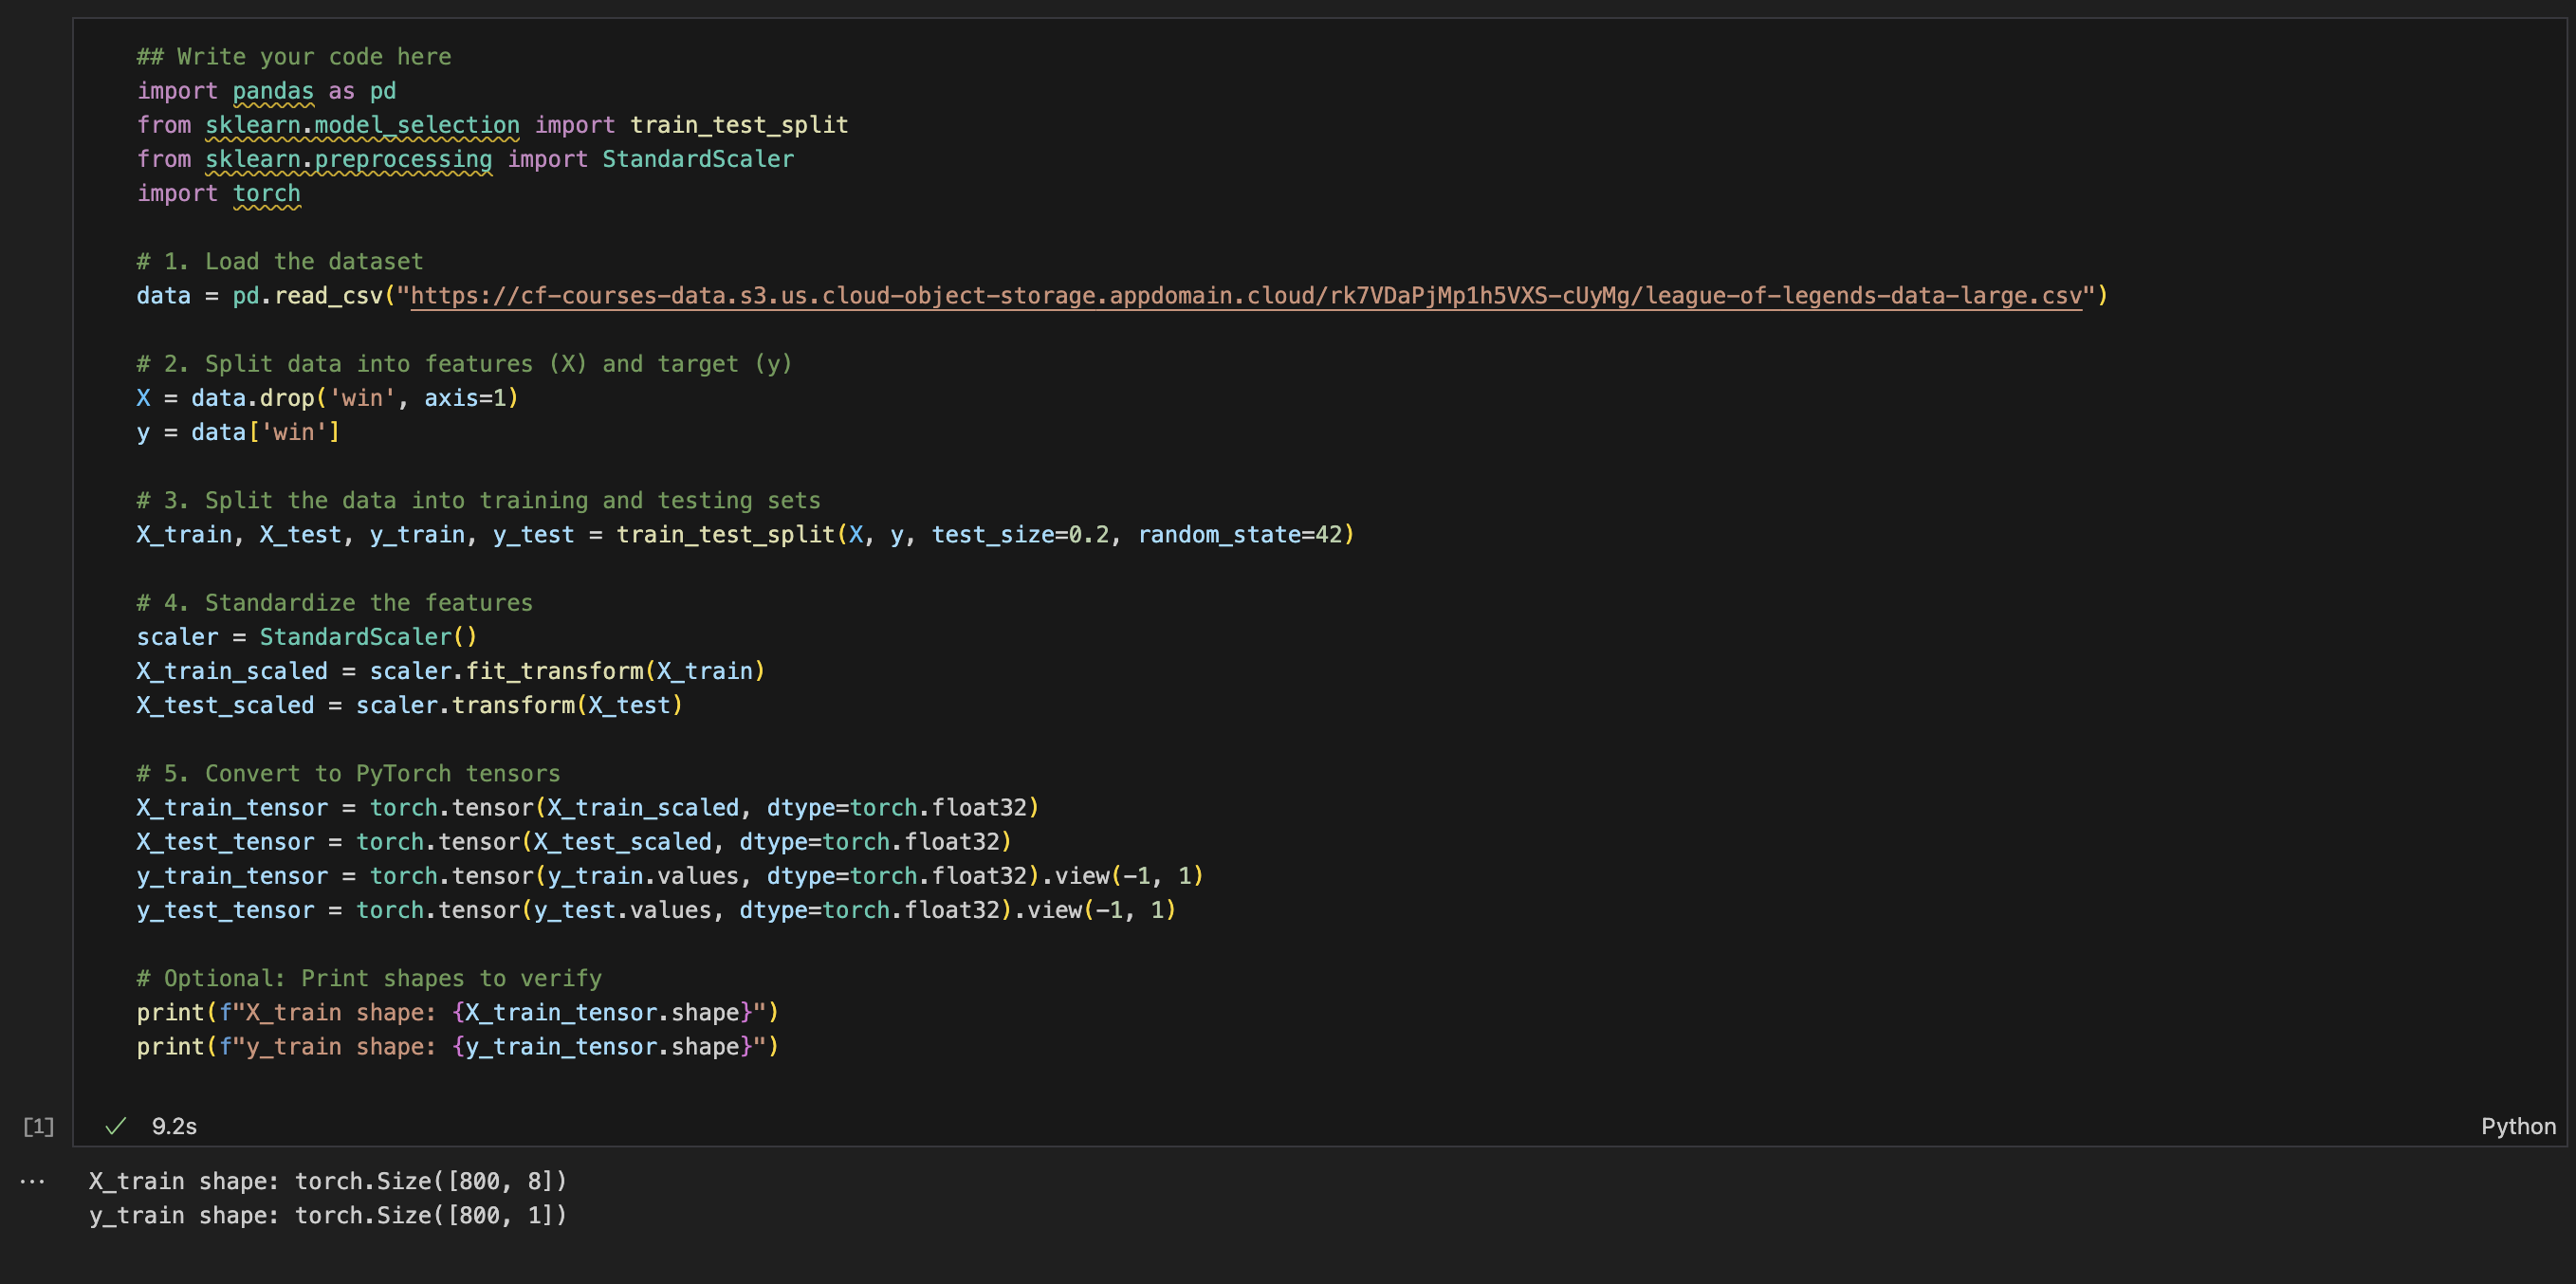 ## Write your code here
import pandas as pd
from sklearn.model_selection import train_test_split
from sklearn.preprocessing import StandardScaler
import torch
# 1. Load the dataset
data = pd.read_csv("https://cf-courses-data.s3.us.cloud-object-storage.appdomain.cloud/rk7VDaPjMp1h5VXS-cUyMg/league-of-legends-data-large.csv")
# 2. Split data into features (X) and target (y)
X = data.drop('win', axis=1)
y = data['win']
# 3. Split the data into training and testing sets
X_train, X_test, y_train, y_test = train_test_split(X, y, test_size=0.2, random_state=42)
# 4. Standardize the features
scaler = StandardScaler()
X_train_scaled = scaler.fit_transform(X_train)
X_test_scaled = scaler.transform(X_test)
# 5. Convert to PyTorch tensors
X_train_tensor = torch.tensor(X_train_scaled, dtype=torch.float32)
X_test_tensor = torch.tensor(X_test_scaled, dtype=torch.float32)
y_train_tensor = torch.tensor(y_train.values, dtype=torch.float32).view(-1, 1)
y_test_tensor = torch.tensor(y_test.values, dtype=torch.float32).view(-1, 1)
# Optional: Print shapes to verify
print(f"X_train shape: {X_train_tensor.shape}")
print(f"y_train shape: {y_train_tensor.shape}")
[1] ✓ 9.2s Python
... X_train shape: torch.Size([800, 8])
y_train shape: torch.Size([800, 1])